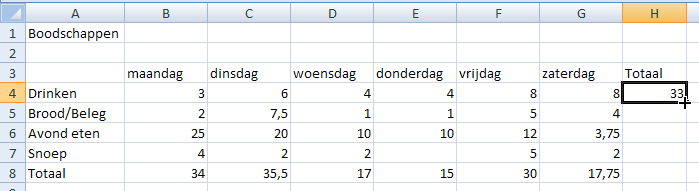 A B C D E F G H
1 Boodschappen
2
3 maandag dinsdag woensdag donderdag vrijdag zaterdag Totaal
4 Drinken 3 6 4 4 8 8 33
5 Brood/Beleg 2 7,5 1 1 5 4
6 Avond eten 25 20 10 10 12 3,75
7 Snoep 4 2 2 5 2
8 Totaal 34 35,5 17 15 30 17,75